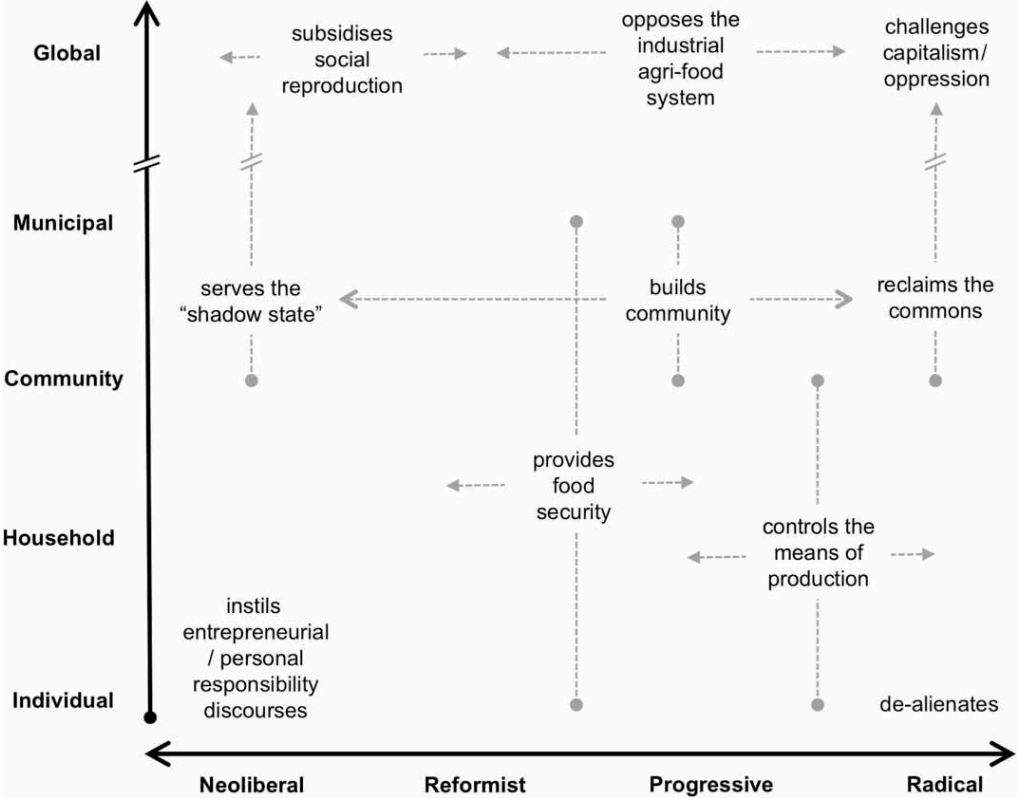 Global
subsidises
social
reproduction
opposes the
industrial
agri-food
system
challenges
capitalism/
oppression
Municipal
serves the
“shadow state”
builds
community
reclaims the
commons
Community
provides
food
security
Household
controls the
means of
production
instils
entrepreneurial
/ personal
responsibility
discourses
Individual
de-alienates
Neoliberal
Reformist
Progressive
Radical